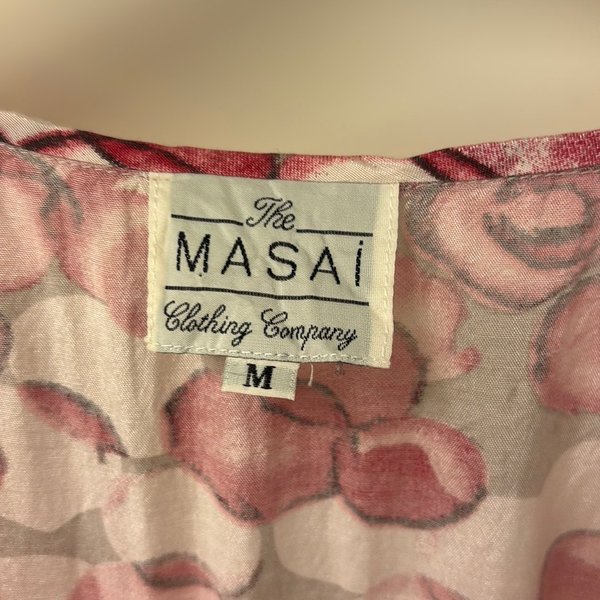 The
MASAi
Clothing Company
M